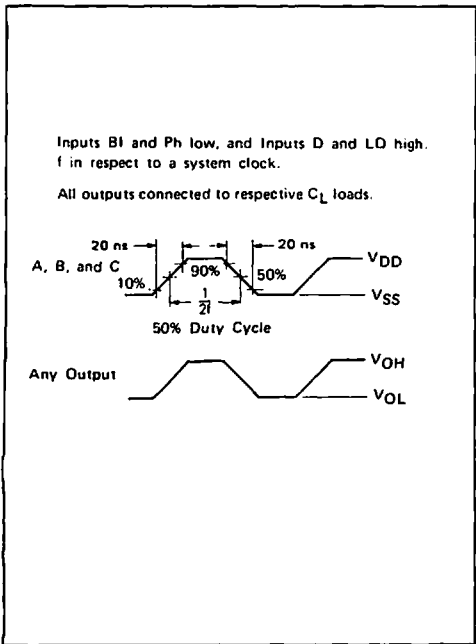 Inputs BI and Ph low, and Inputs D and LD high.
f in respect to a system clock.
All outputs connected to respective CL loads.
20 ns 20 ns
A, B, and C 90% 50% VDD
10% 1/2f VSS
50% Duty Cycle
Any Output VOH
VOL